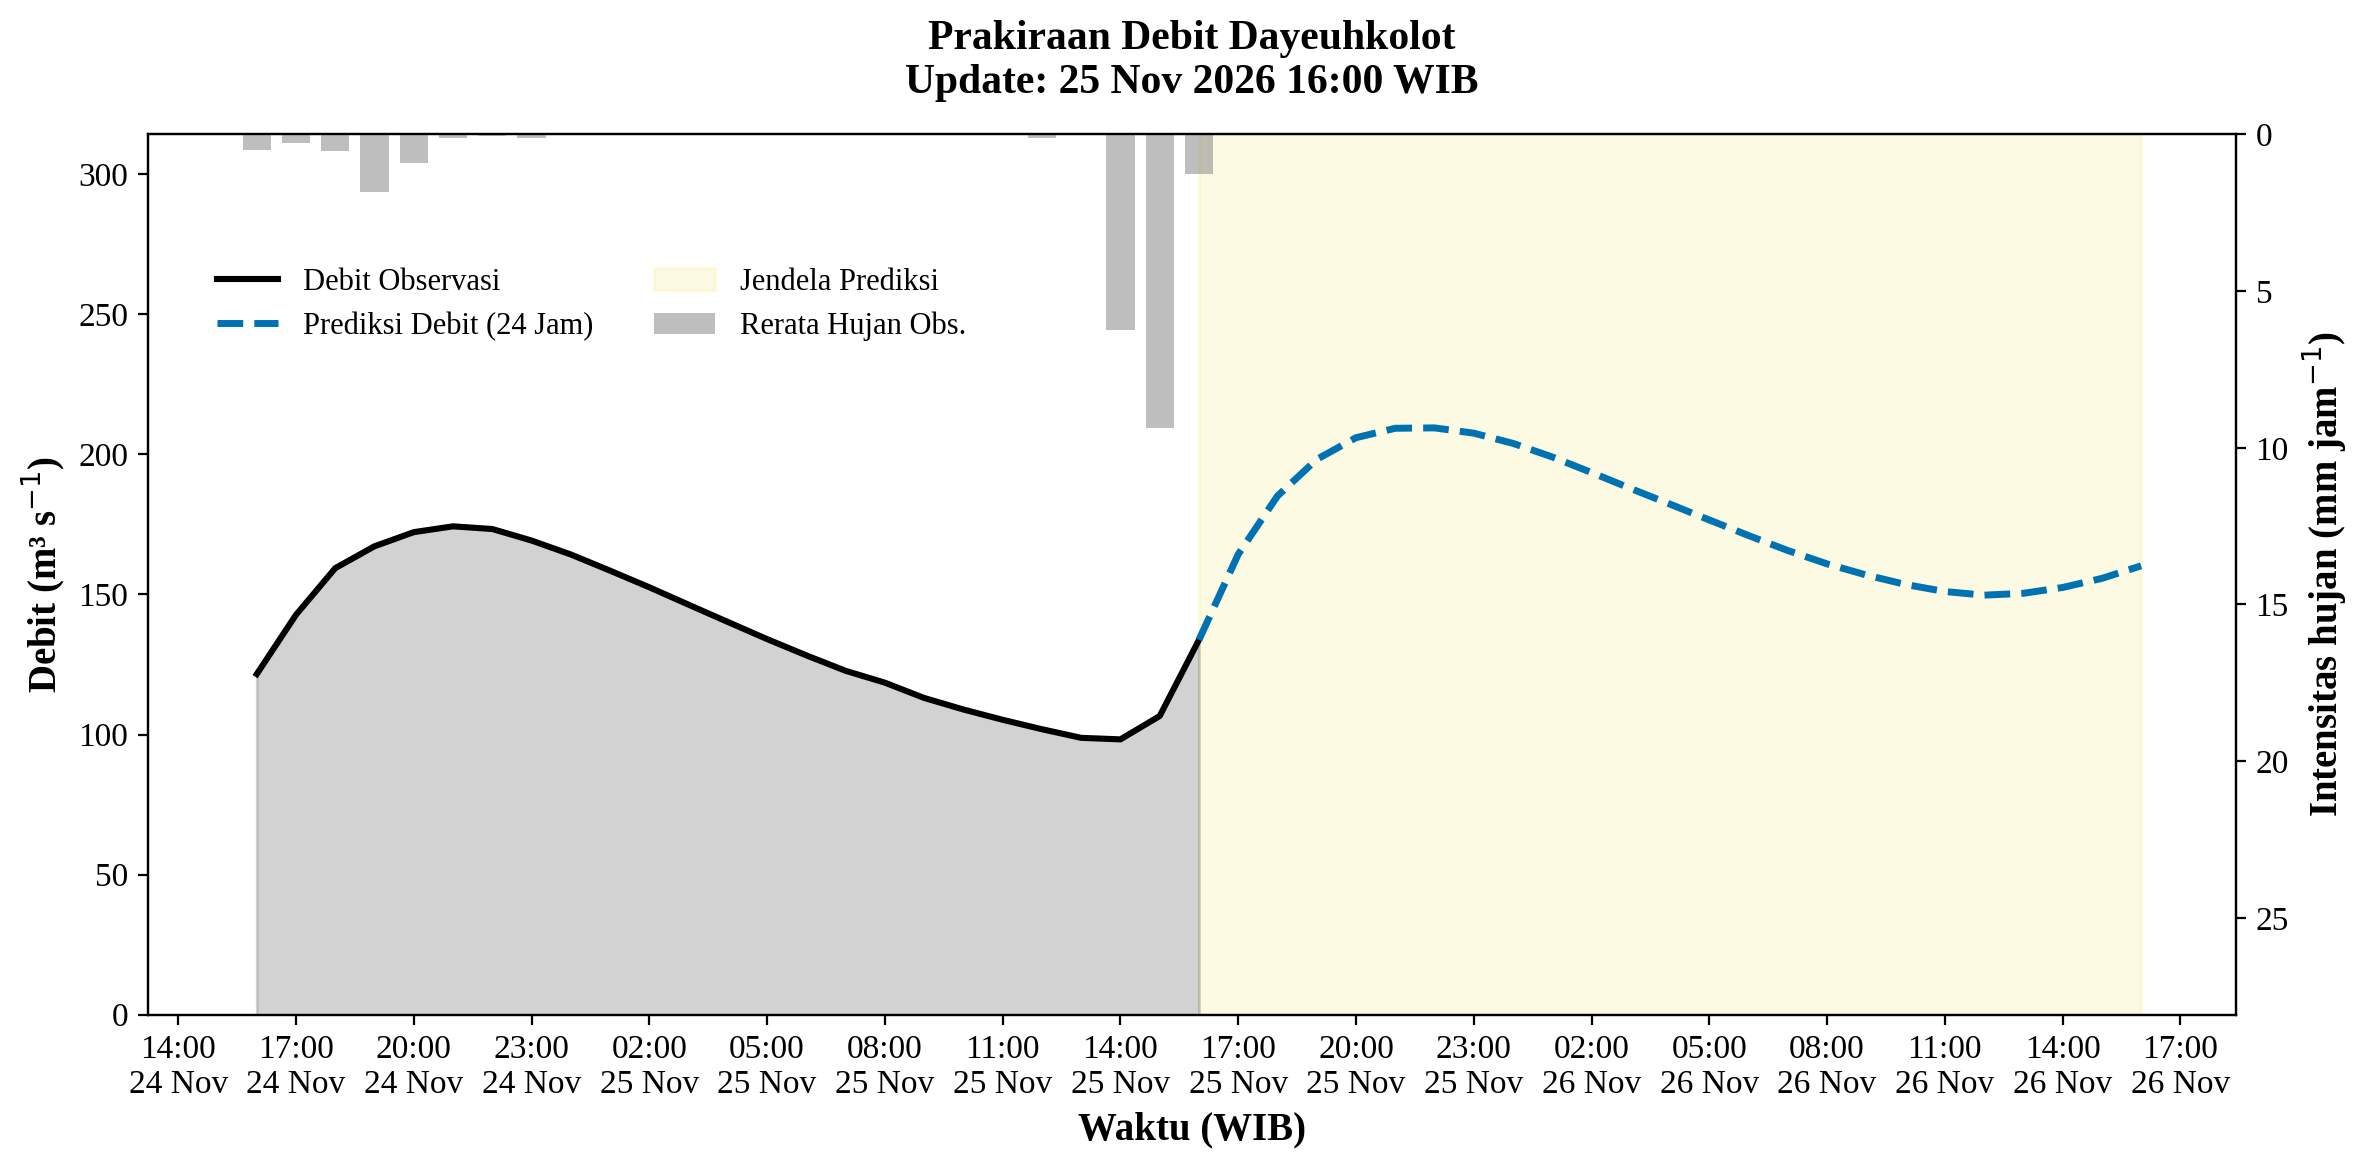 Prakiraan Debit Dayeuhkolot
Update: 25 Nov 2026 16:00 WIB
Debit (m³ s⁻¹)
300
250
200
150
100
50
0
Debit Observasi
Prediksi Debit (24 Jam)
Jendela Prediksi
Rerata Hujan Obs.
0
5
10
15
20
25
Intensitas hujan (mm jam⁻¹)
14:00 17:00 20:00 23:00 02:00 05:00 08:00 11:00 14:00 17:00 20:00 23:00 02:00 05:00 08:00 11:00 14:00 17:00
24 Nov 24 Nov 24 Nov 24 Nov 25 Nov 25 Nov 25 Nov 25 Nov 25 Nov 25 Nov 25 Nov 25 Nov 26 Nov 26 Nov 26 Nov 26 Nov 26 Nov 26 Nov
Waktu (WIB)